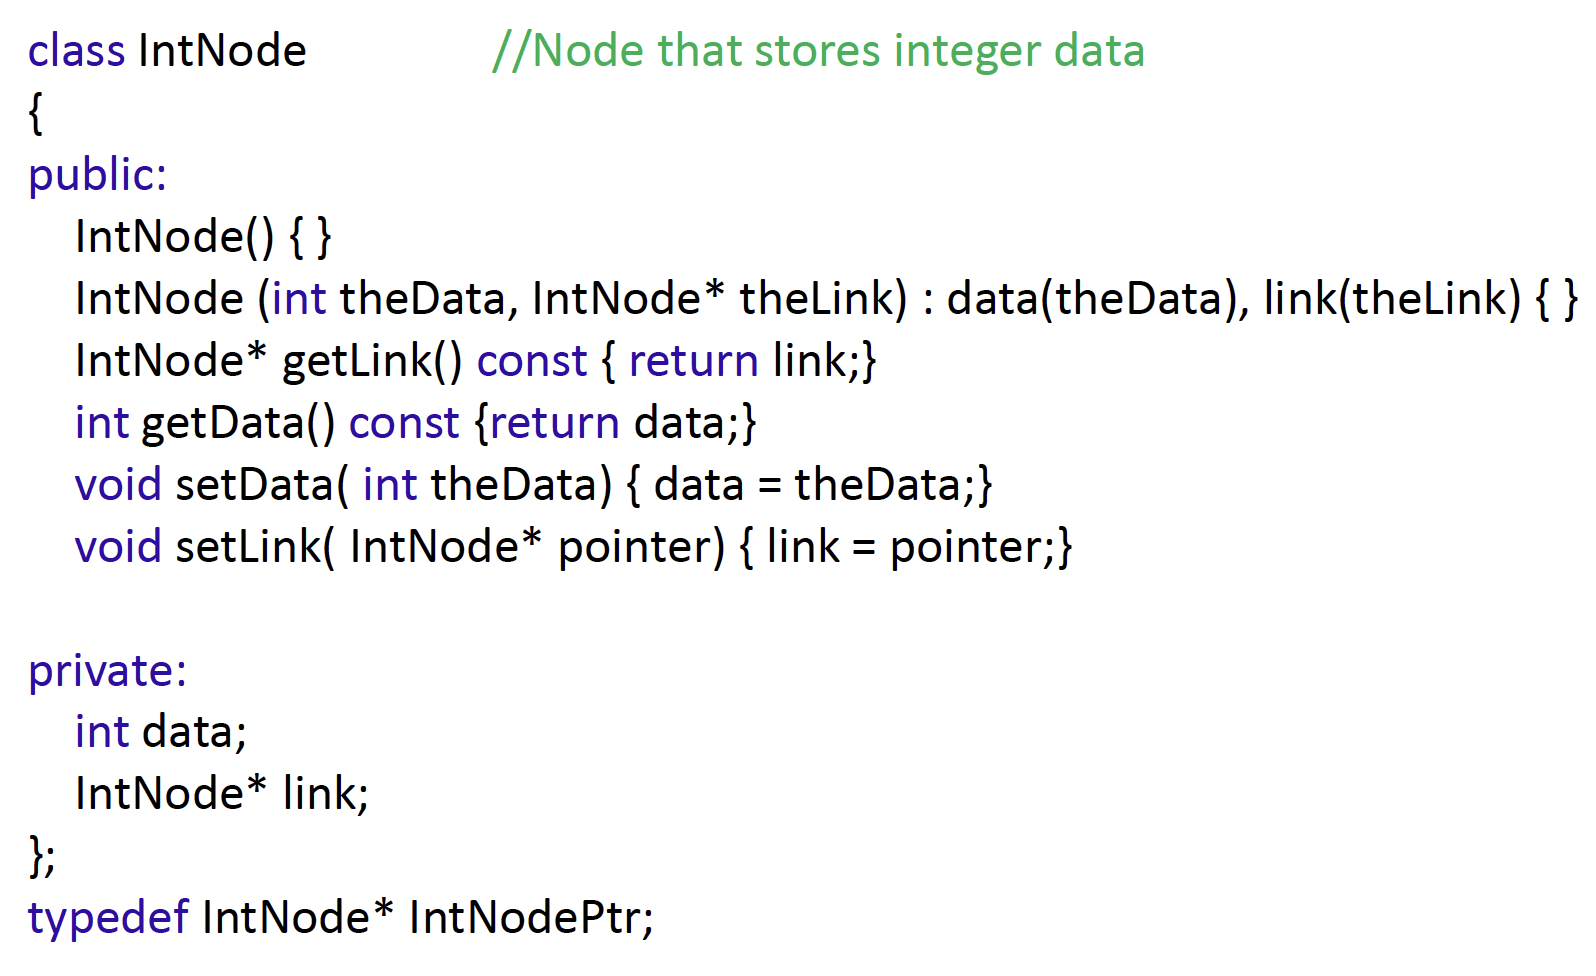 class IntNode //Node that stores integer data
{
public:
IntNode() { }
IntNode (int theData, IntNode* theLink) : data(theData), link(theLink) { }
IntNode* getLink() const { return link;}
int getData() const {return data;}
void setData( int theData) { data = theData;}
void setLink( IntNode* pointer) { link = pointer;}
private:
int data;
IntNode* link;
};
typedef IntNode* IntNodePtr;